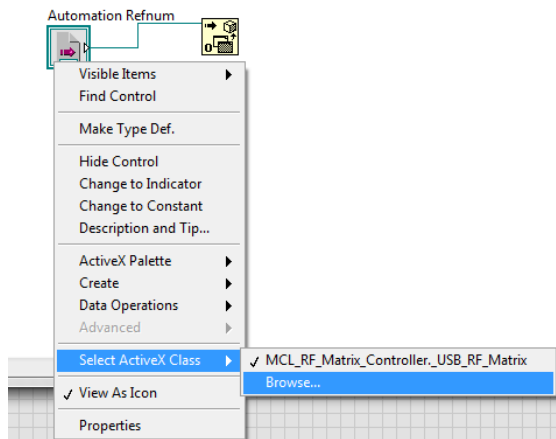 Automation Refnum
Visible Items
Find Control
Make Type Def.
Hide Control
Change to Indicator
Change to Constant
Description and Tip...
ActiveX Palette
Create
Data Operations
Advanced
Select ActiveX Class
MCL_RF_Matrix_Controller._USB_RF_Matrix
Browse...
View As Icon
Properties